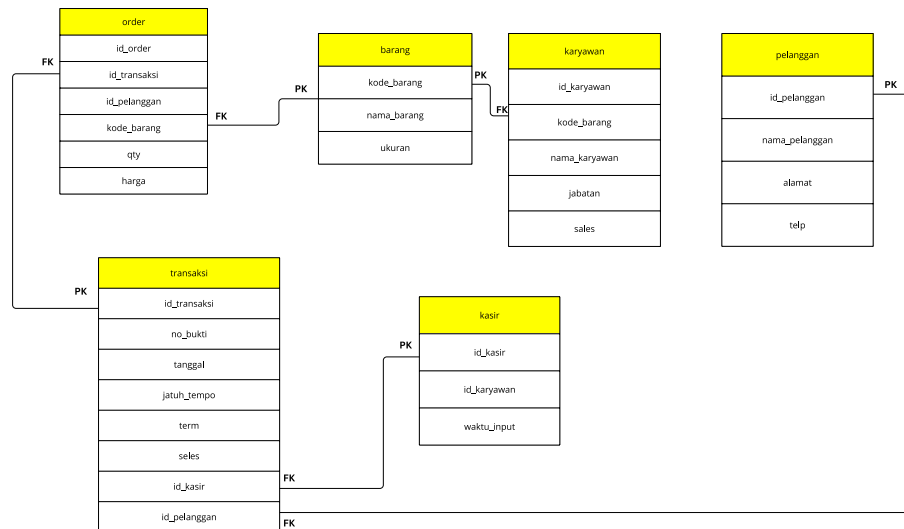 order
id_order
id_transaksi
id_pelanggan
kode_barang
qty
harga
FK
FK
PK
barang
kode_barang
nama_barang
ukuran
PK
FK
karyawan
id_karyawan
kode_barang
nama_karyawan
jabatan
sales
pelanggan
id_pelanggan
nama_pelanggan
alamat
telp
PK
PK
transaksi
id_transaksi
no_bukti
tanggal
jatuh_tempo
term
seles
id_kasir
id_pelanggan
FK
FK
PK
kasir
id_kasir
id_karyawan
waktu_input